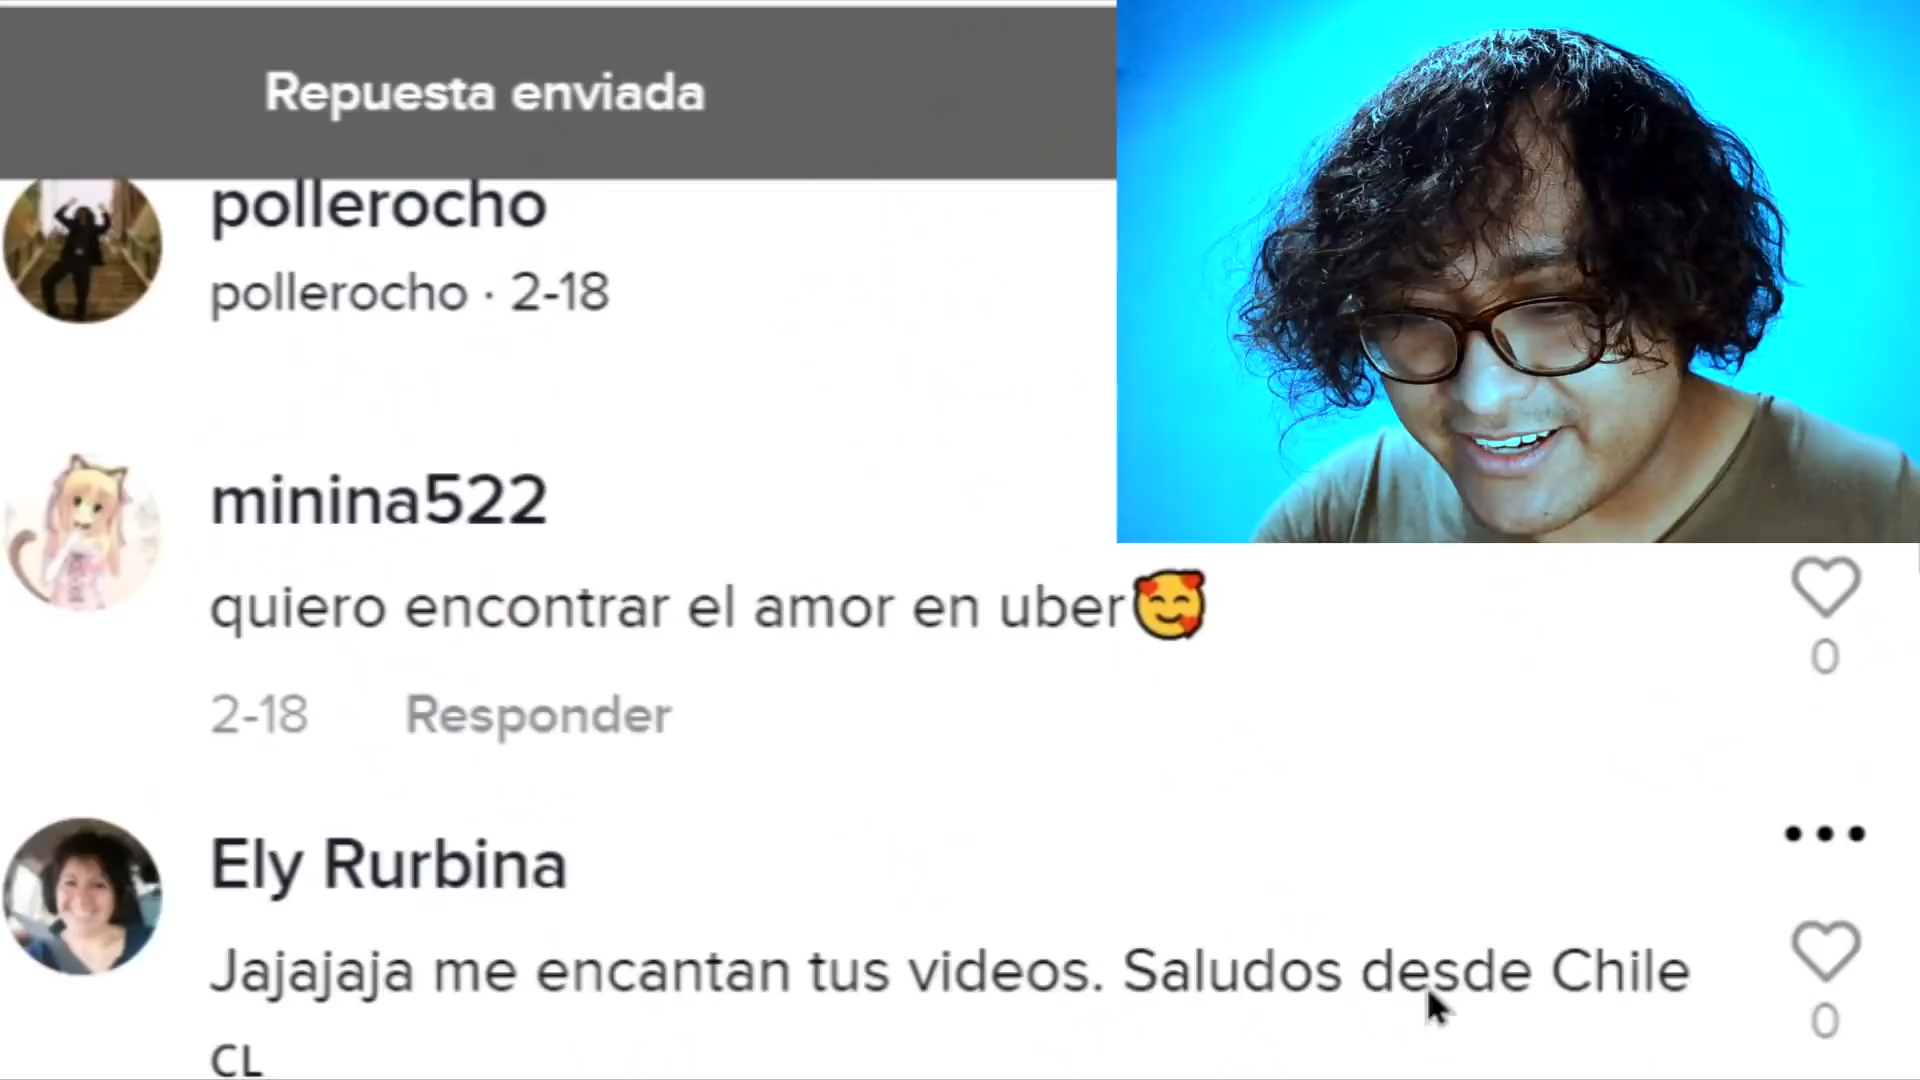 Repuesta enviada
pollerocho
pollerocho · 2-18
minina522
quiero encontrar el amor en uber🥰
2-18 Responder
0
Ely Rurbina
Jajajaja me encantan tus videos. Saludos desde Chile
CL
0